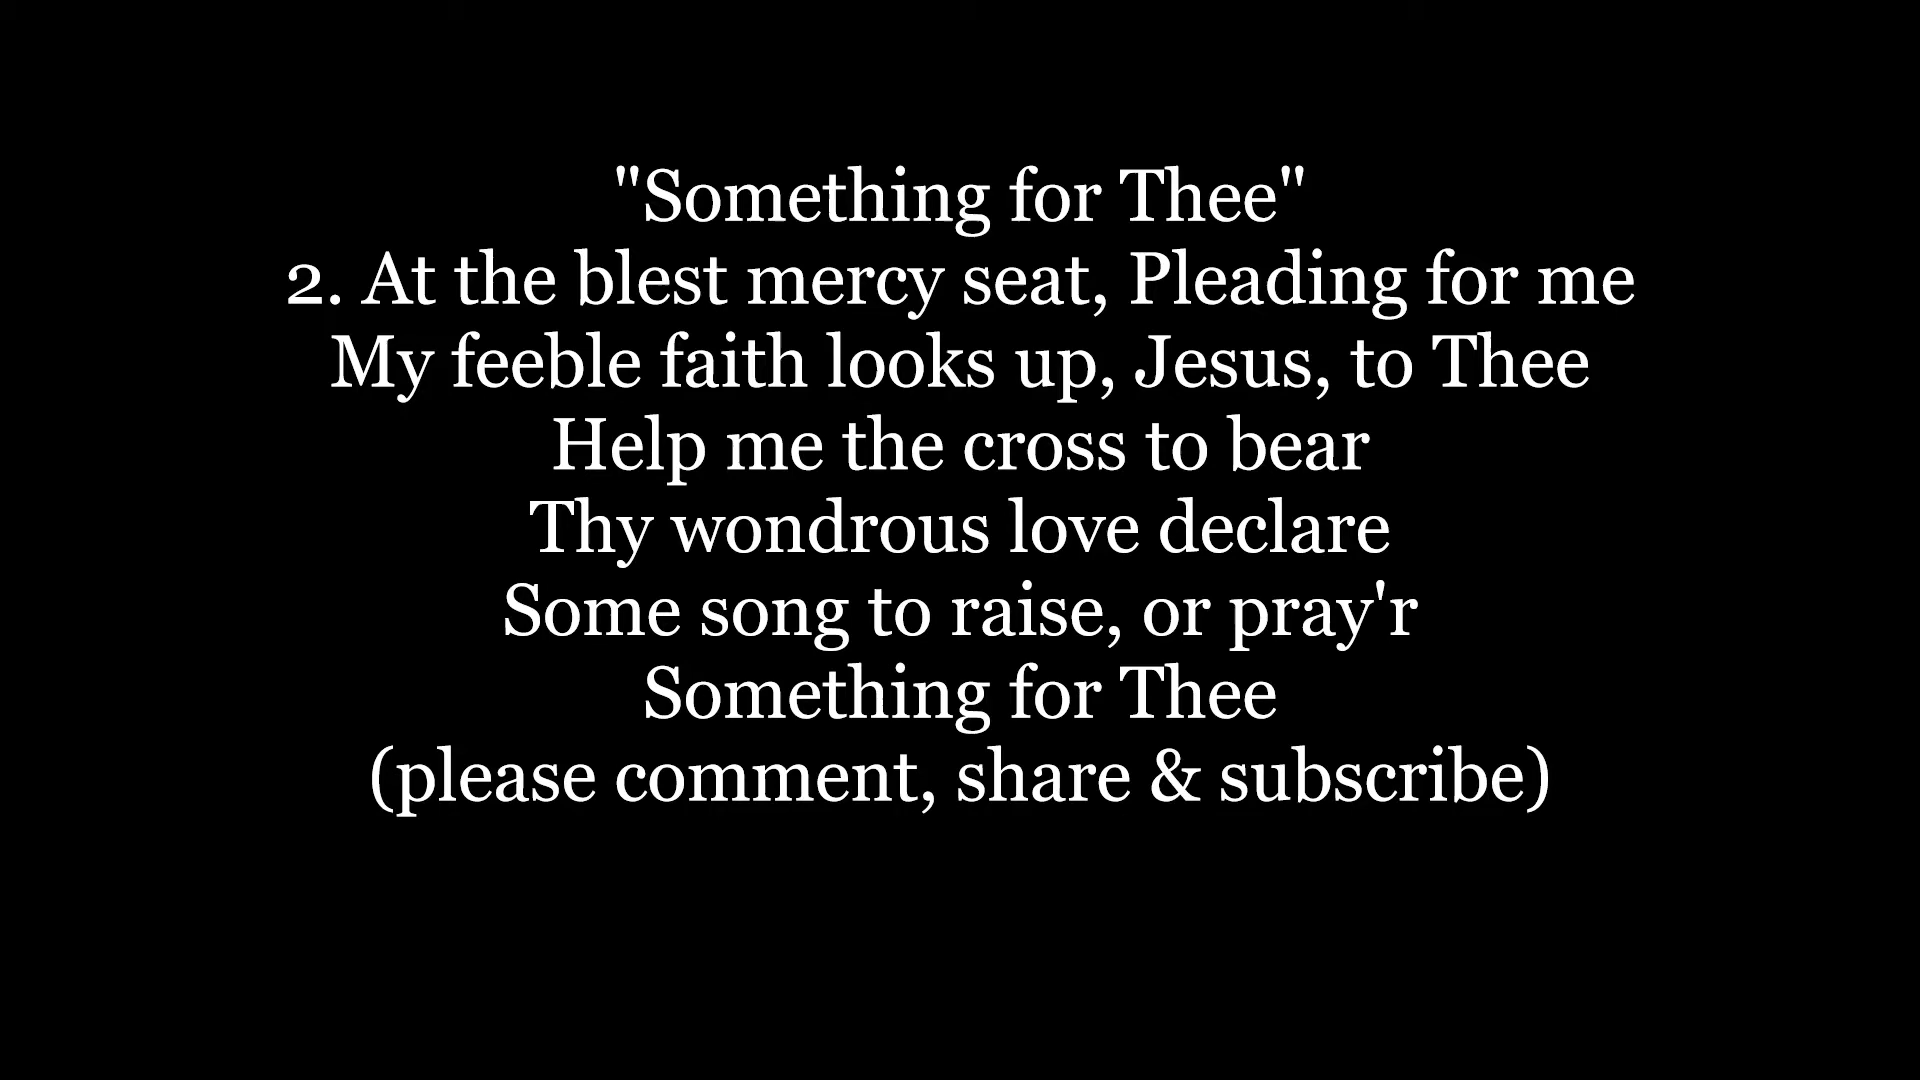 "Something for Thee"
2. At the blest mercy seat, Pleading for me
My feeble faith looks up, Jesus, to Thee
Help me the cross to bear
Thy wondrous love declare
Some song to raise, or pray'r
Something for Thee
(please comment, share & subscribe)